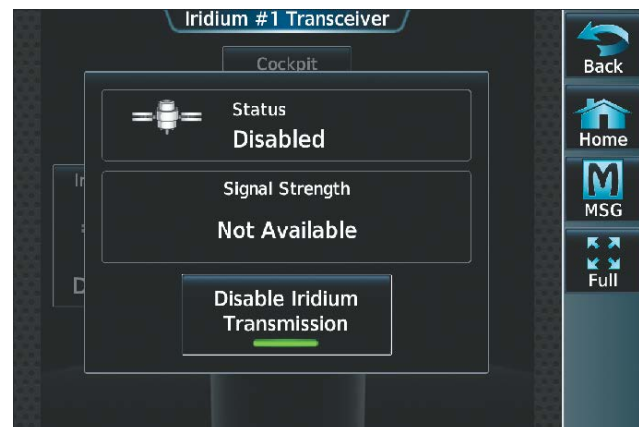 Iridium #1 Transceiver
Cockpit
Status
Disabled
Signal Strength
Not Available
Disable Iridium
Transmission
Back
Home
MSG
Full